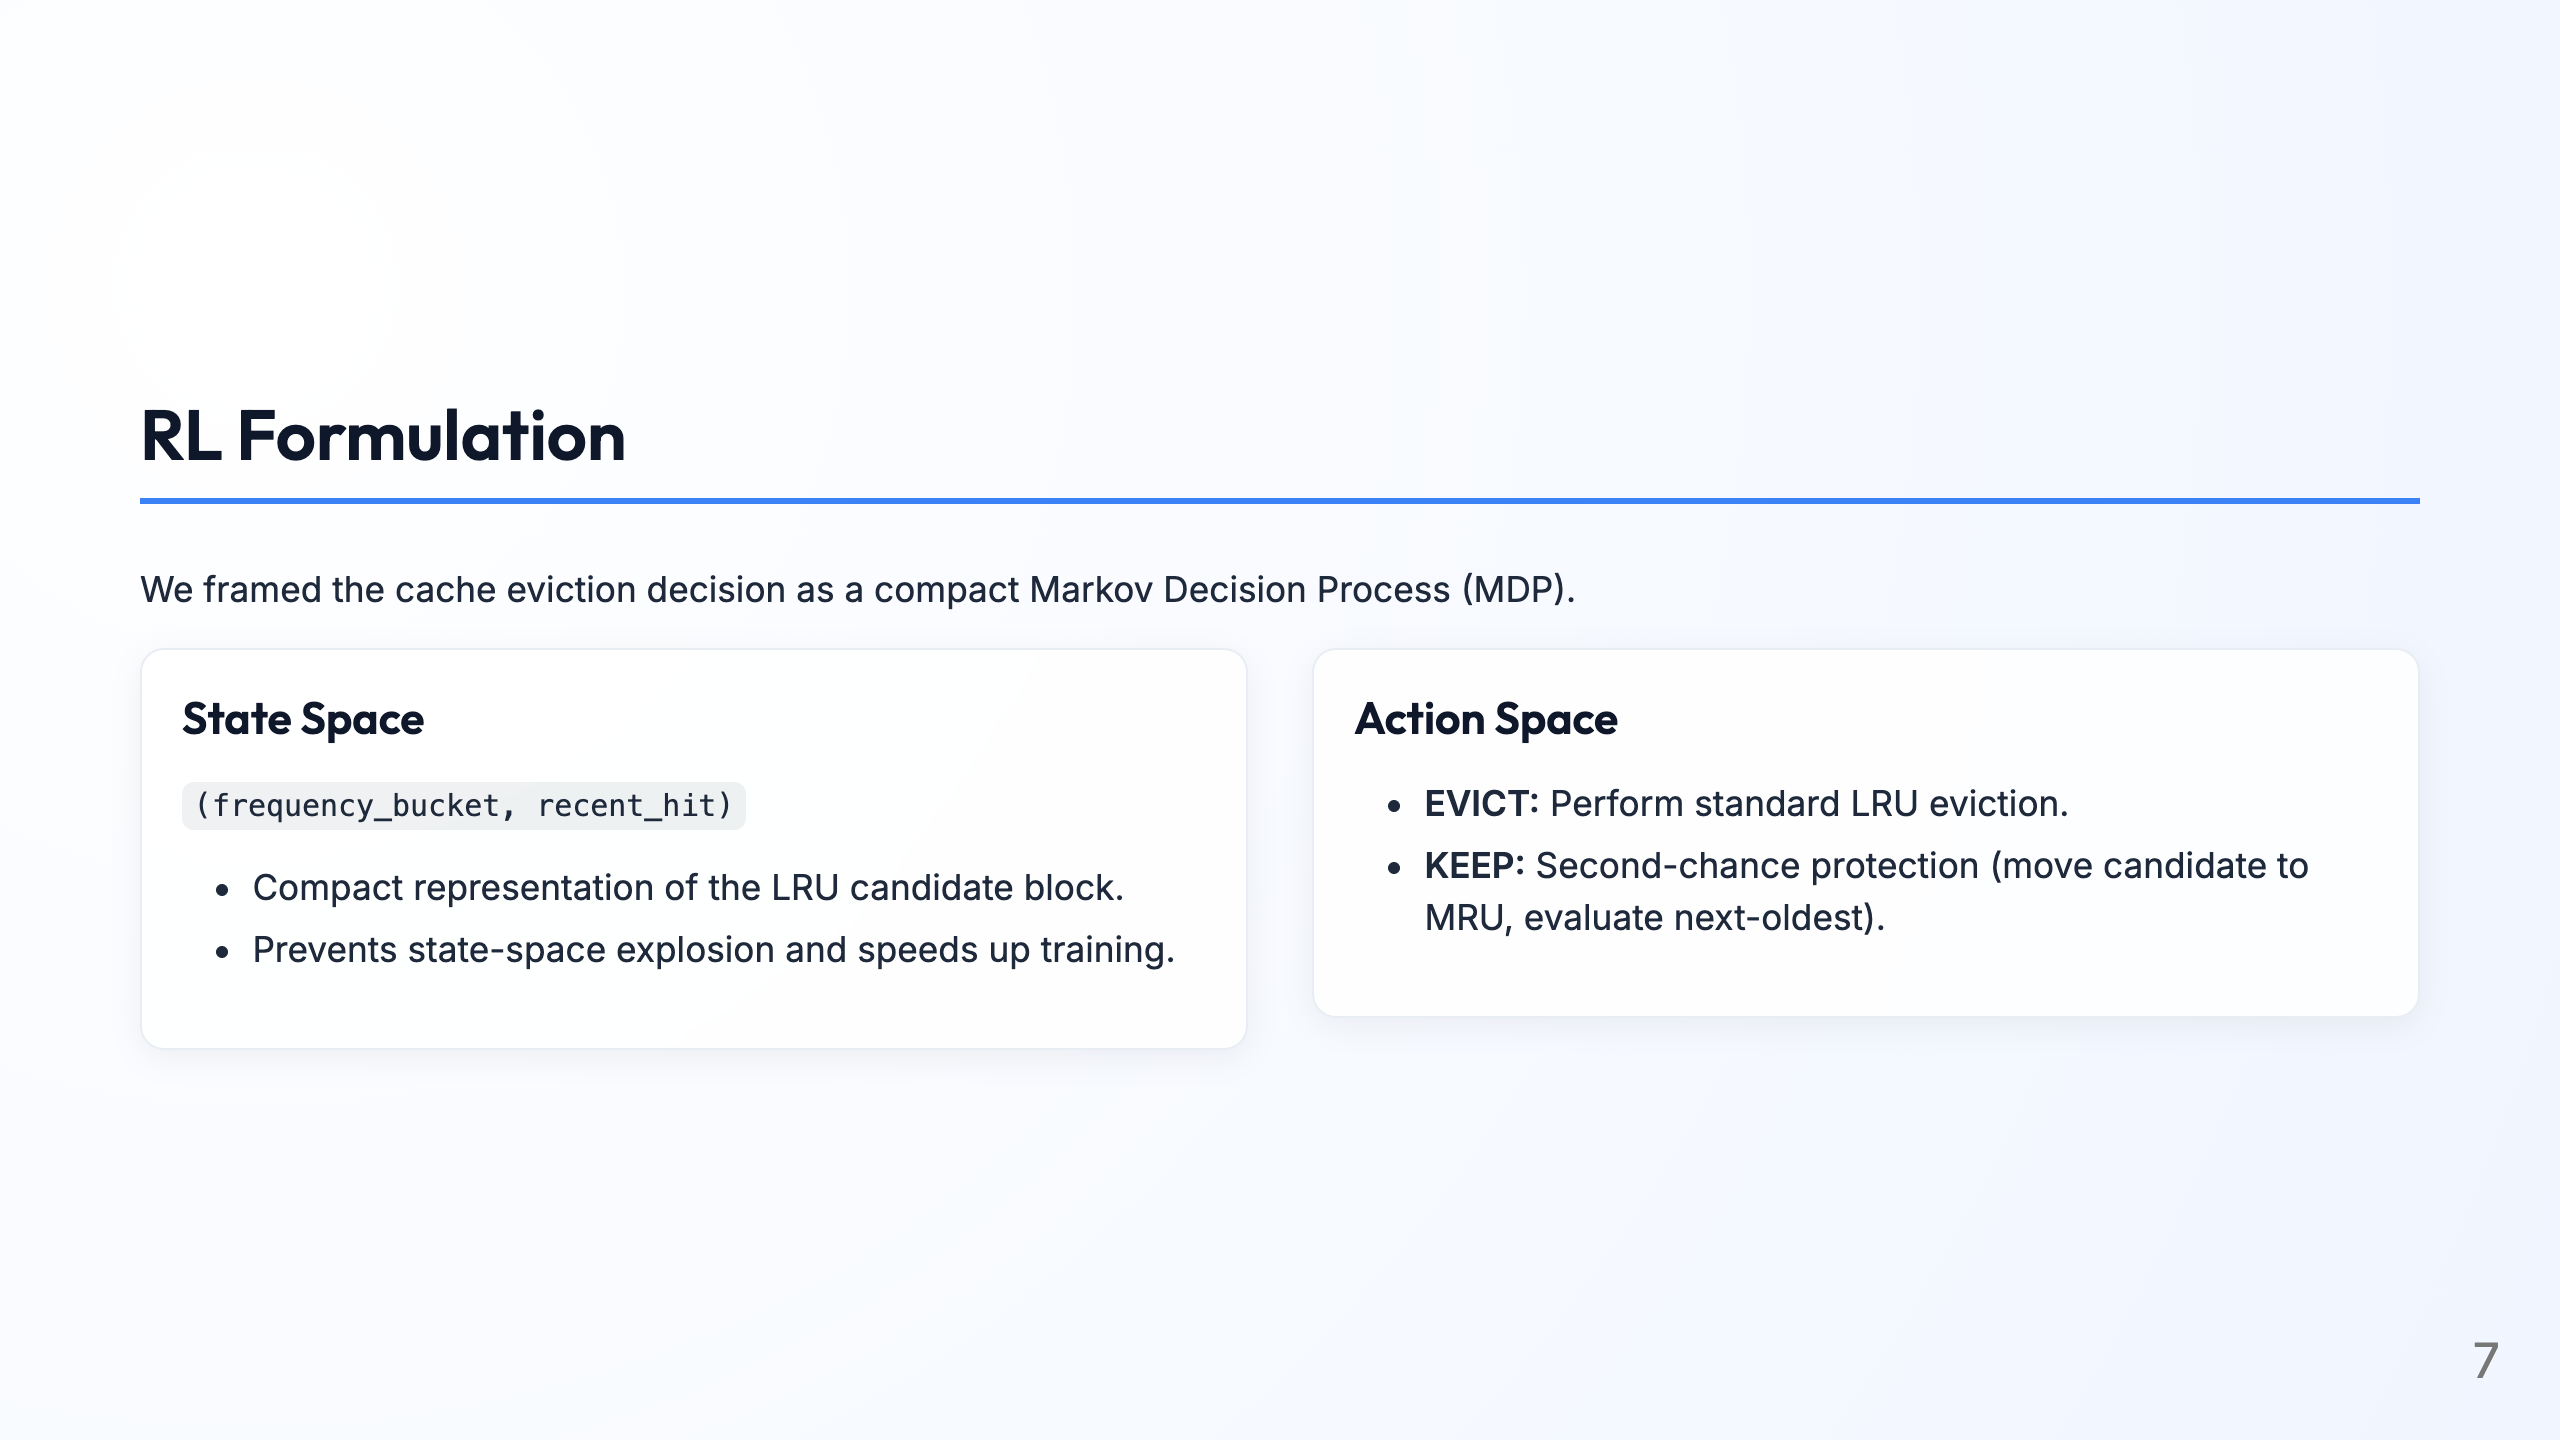 RL Formulation
We framed the cache eviction decision as a compact Markov Decision Process (MDP).
State Space
(frequency_bucket, recent_hit)
• Compact representation of the LRU candidate block.
• Prevents state-space explosion and speeds up training.
Action Space
• EVICT: Perform standard LRU eviction.
• KEEP: Second-chance protection (move candidate to
MRU, evaluate next-oldest).
7